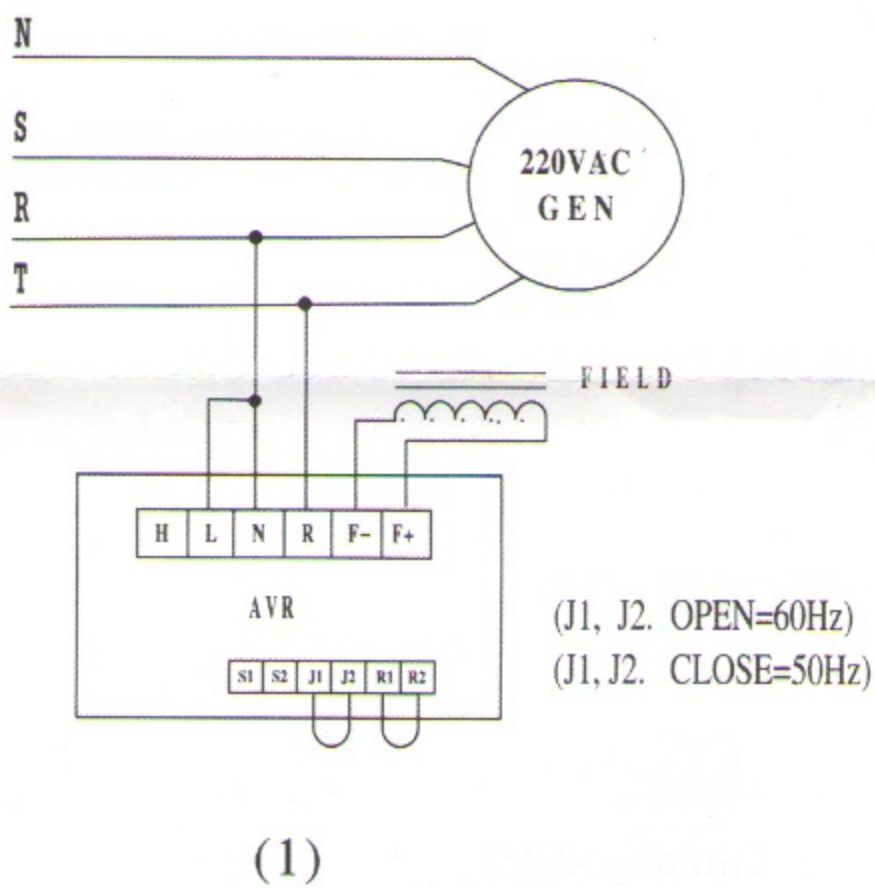 N
S
R
T
220VAC
GEN
FIELD
H L N R F- F+
AVR
(J1, J2. OPEN=60Hz)
(J1, J2. CLOSE=50Hz)
S1 S2 J1 J2 R1 R2
(1)